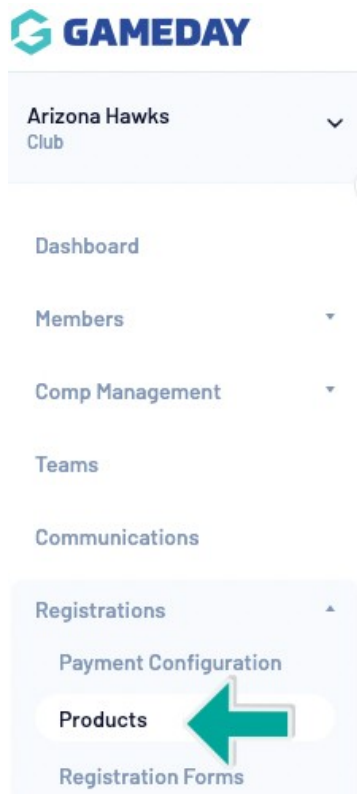 GAMEDAY
Arizona Hawks
Club
Dashboard
Members
Comp Management
Teams
Communications
Registrations
Payment Configuration
Products
Registration Forms